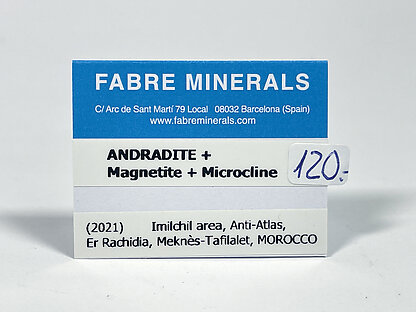 FABRE MINERALS
C/ Arc de Sant Martí 79 Local 08032 Barcelona (Spain)
www.fabreminerals.com
ANDRADITE +
Magnetite + Microcline
120.-
(2021) Imilchil area, Anti-Atlas,
Er Rachidia, Meknès-Tafilalet, MOROCCO